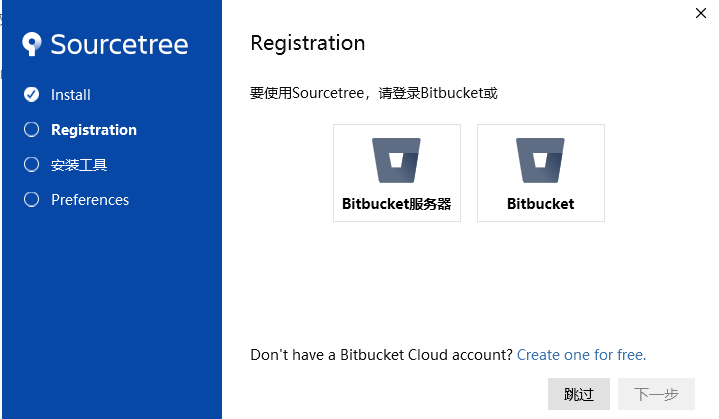 Sourcetree
Install
Registration
安装工具
Preferences
Registration
要使用Sourcetree，请登录Bitbucket或
Bitbucket服务器
Bitbucket
Don't have a Bitbucket Cloud account? Create one for free.
跳过
下一步